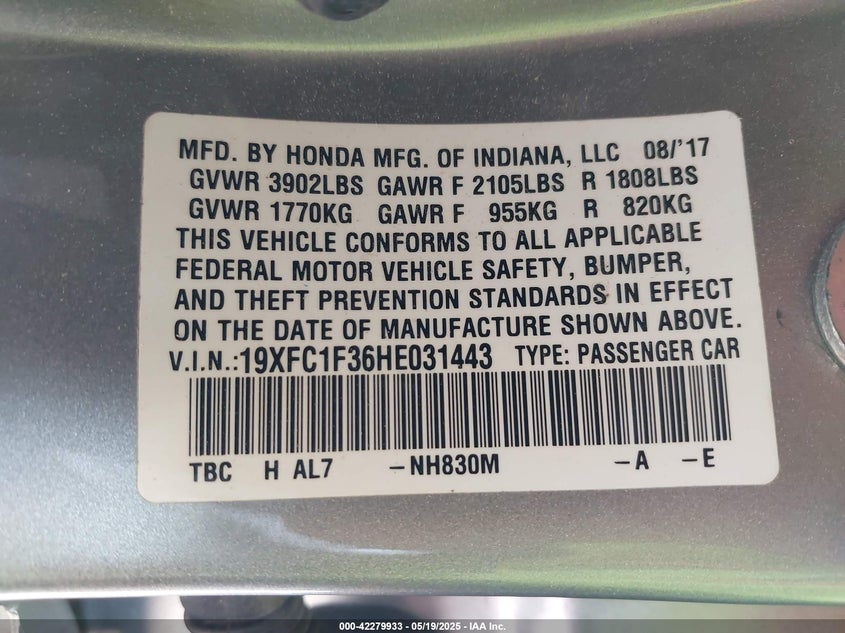 MFD. BY HONDA MFG. OF INDIANA, LLC 08/'17
GVWR 3902LBS GAWR F 2105LBS R 1808LBS
GVWR 1770KG GAWR F 955KG R 820KG
THIS VEHICLE CONFORMS TO ALL APPLICABLE
FEDERAL MOTOR VEHICLE SAFETY, BUMPER,
AND THEFT PREVENTION STANDARDS IN EFFECT
ON THE DATE OF MANUFACTURE SHOWN ABOVE.
V.I.N.:19XFC1F36HE031443 TYPE: PASSENGER CAR
TBC H AL7 -NH830M -A -E
000-42279933 - 05/19/2025 - IAA Inc.